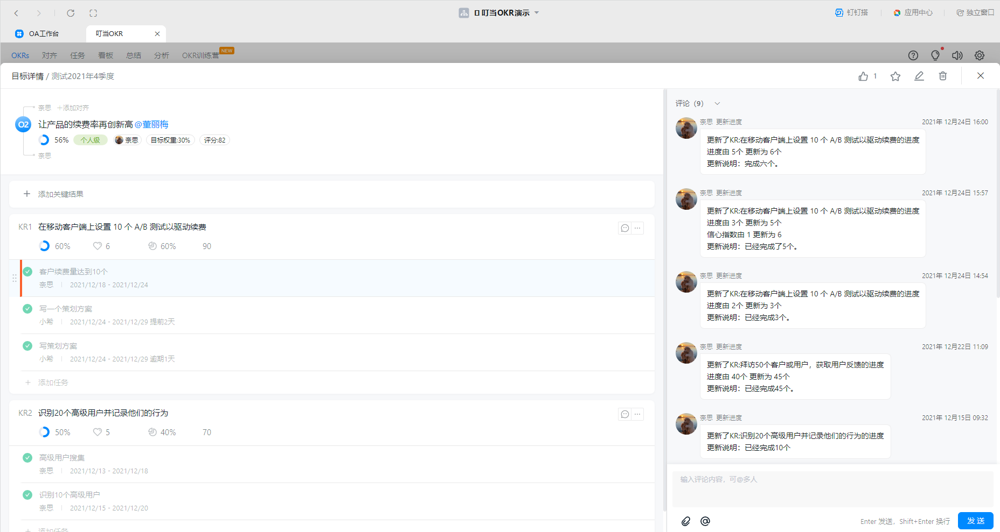 叮当OKR演示
钉钉搭
应用中心
独立窗口
OA工作台
叮当OKR
OKRs
对齐
任务
看板
总结
分析
OKR训练营
NEW
目标详情 / 测试2021年4季度
1
奈思 +添加对齐
O2
让产品的续费率再创新高 @董丽梅
56% 个人级 奈思 目标权重:30% 评分:82
奈思
+ 添加关键结果
KR1 在移动客户端上设置 10 个 A/B 测试以驱动续费
60% 6 60% 90
客户续费量达到10个
奈思 | 2021/12/18 - 2021/12/24
写一个策划方案
小希 | 2021/12/24 - 2021/12/29 提前2天
写策划方案
小希 | 2021/12/24 - 2021/12/29 逾期1天
+ 添加任务
KR2 识别20个高级用户并记录他们的行为
50% 5 40% 70
高级用户搜集
奈思 | 2021/12/13 - 2021/12/18
识别10个高级用户
奈思 | 2021/12/15 - 2021/12/20
+ 添加任务
评论（9）
奈思 更新进度 2021年 12月24日 16:00
更新了KR:在移动客户端上设置 10 个 A/B 测试以驱动续费的进度
进度由 5个 更新为 6个
更新说明：完成六个。
奈思 更新进度 2021年 12月24日 15:57
更新了KR:在移动客户端上设置 10 个 A/B 测试以驱动续费的进度
进度由 3个 更新为 5个
信心指数由 1 更新为 6
更新说明：已经完成了5个。
奈思 更新进度 2021年 12月24日 14:54
更新了KR:在移动客户端上设置 10 个 A/B 测试以驱动续费的进度
进度由 2个 更新为 3个
更新说明：已经完成3个。
奈思 更新进度 2021年 12月22日 11:09
更新了KR:拜访50个客户或用户，获取用户反馈的进度
进度由 40个 更新为 45个
更新说明：已经完成45个。
奈思 更新进度 2021年 12月15日 09:32
更新了KR:识别20个高级用户并记录他们的行为的进度
更新说明：已经完成10个
输入评论内容，可@多人
Enter 发送，Shift+Enter 换行
发 送